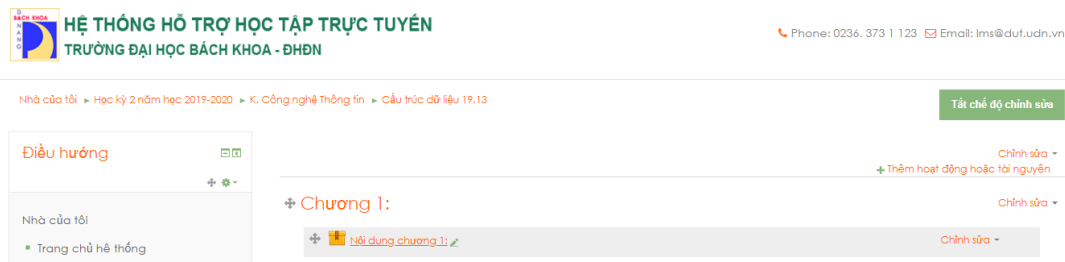 BÁCH KHOA
ĐANANG
HỆ THỐNG HỖ TRỢ HỌC TẬP TRỰC TUYẾN
TRƯỜNG ĐẠI HỌC BÁCH KHOA - ĐHĐN
Phone: 0236. 373 1 123 Email: lms@dut.udn.vn
Nhà của tôi ► Học kỳ 2 năm học 2019-2020 ► K. Công nghệ Thông tin ► Cấu trúc dữ liệu 19.13
Tắt chế độ chỉnh sửa
Điều hướng
Chỉnh sửa
Thêm hoạt động hoặc tài nguyên
Chương 1:
Chỉnh sửa
Nhà của tôi
Nội dung chương 1:
Chỉnh sửa
Trang chủ hệ thống